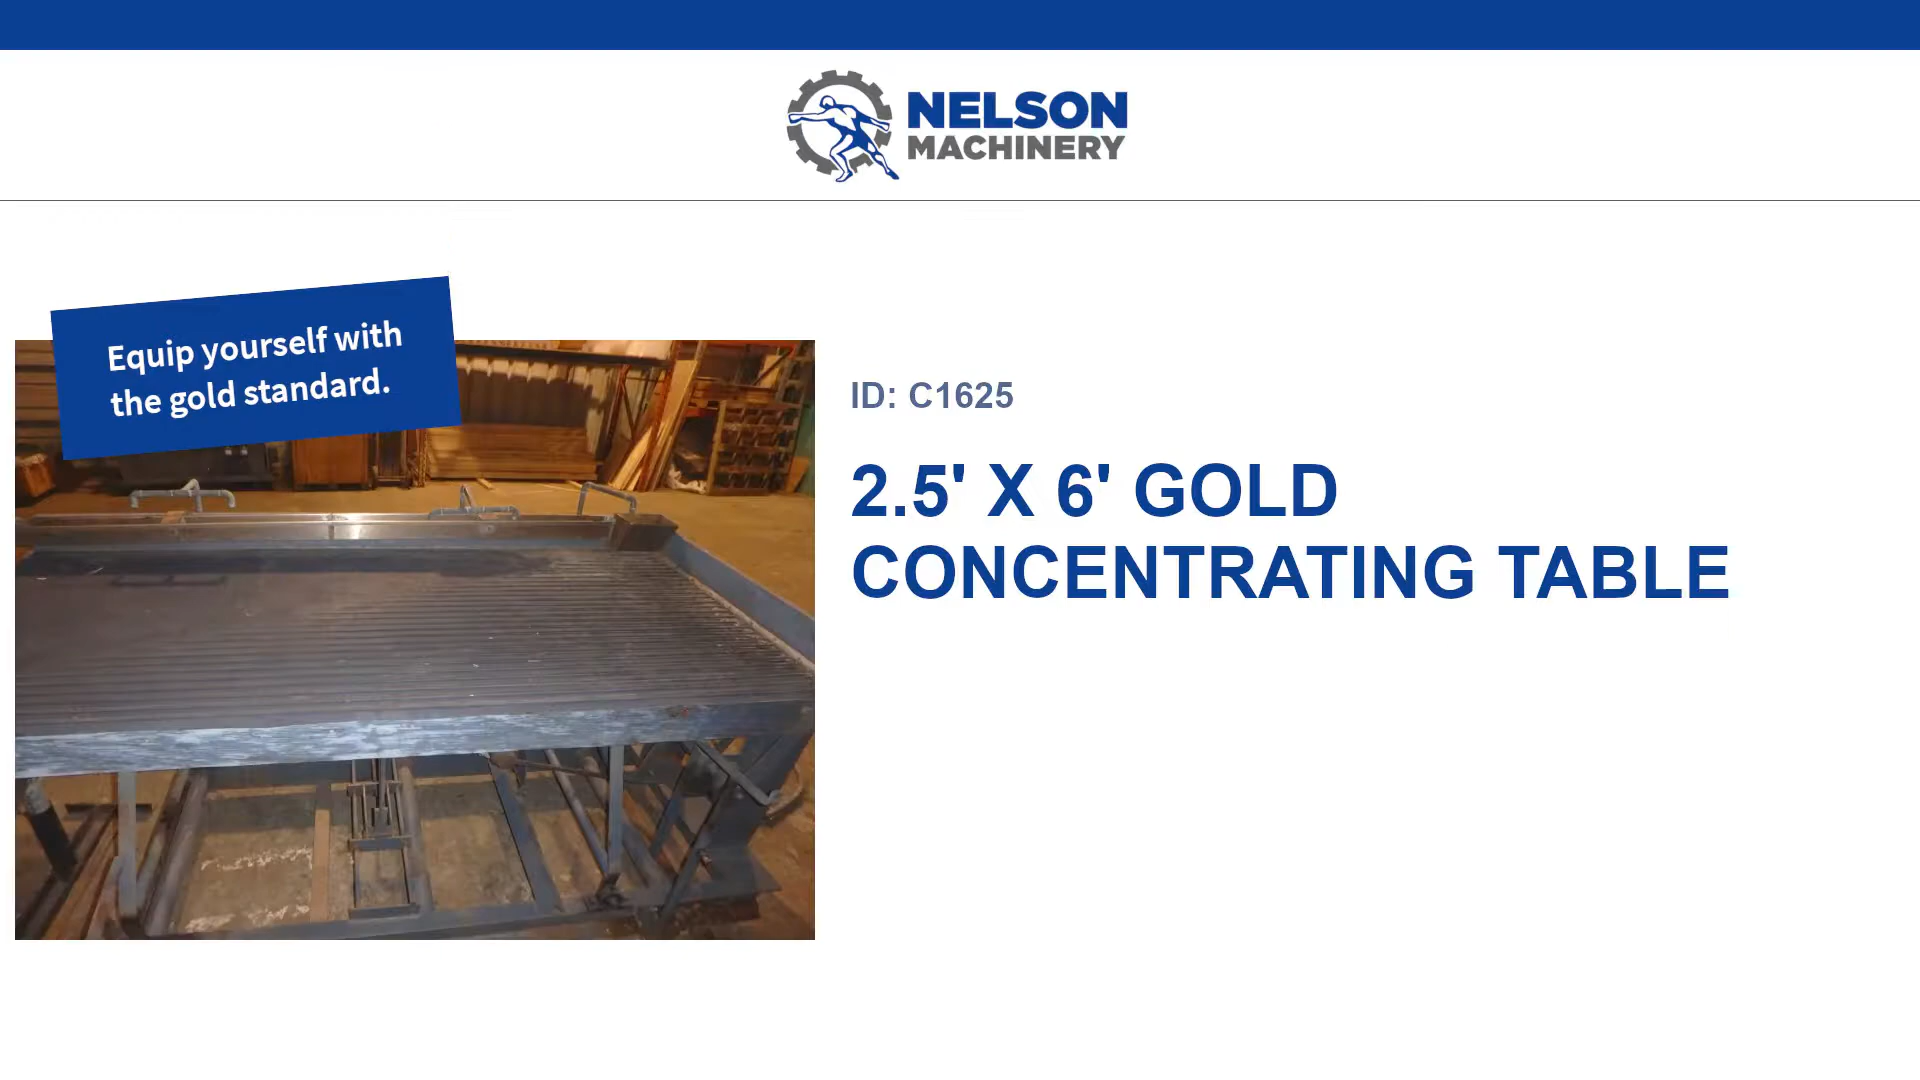 NELSON
MACHINERY
Equip yourself with
the gold standard.
ID: C1625
2.5' X 6' GOLD
CONCENTRATING TABLE